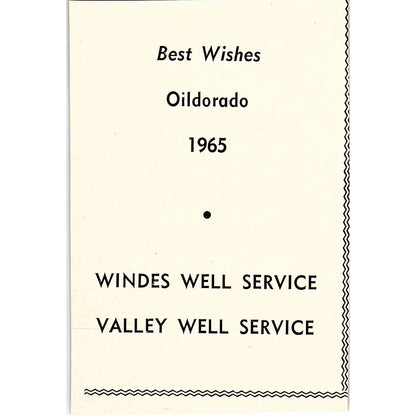 Best Wishes
Oildorado
1965
•
WINDES WELL SERVICE
VALLEY WELL SERVICE